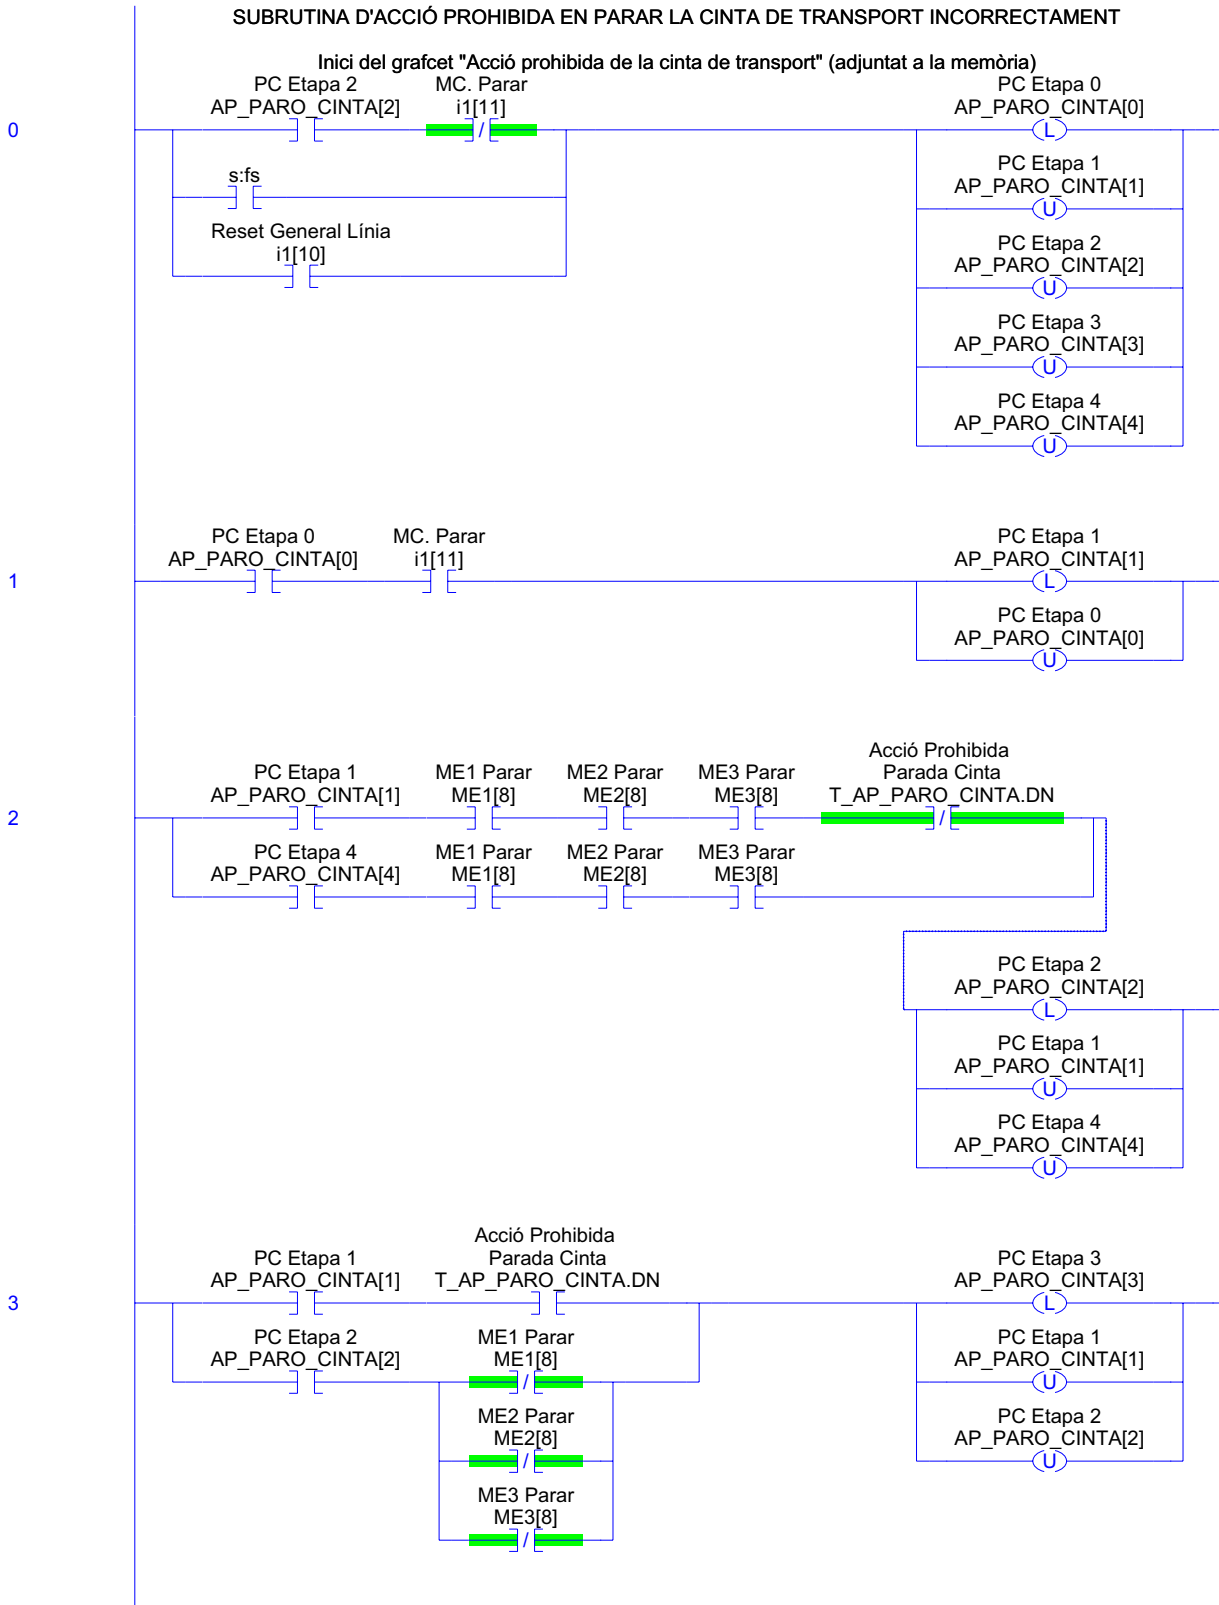 SUBRUTINA D'ACCIÓ PROHIBIDA EN PARAR LA CINTA DE TRANSPORT INCORRECTAMENT
Inici del grafcet "Acció prohibida de la cinta de transport" (adjuntat a la memòria)
PC Etapa 2 MC. Parar PC Etapa 0
AP_PARO_CINTA[2] i1[11] AP_PARO_CINTA[0]
0 / L
PC Etapa 1
s:fs AP_PARO_CINTA[1]
U
Reset General Línia PC Etapa 2
i1[10] AP_PARO_CINTA[2]
U
PC Etapa 3
AP_PARO_CINTA[3]
U
PC Etapa 4
AP_PARO_CINTA[4]
U
PC Etapa 0 MC. Parar PC Etapa 1
AP_PARO_CINTA[0] i1[11] AP_PARO_CINTA[1]
1 L
PC Etapa 0
AP_PARO_CINTA[0]
U
Acció Prohibida
PC Etapa 1 ME1 Parar ME2 Parar ME3 Parar Parada Cinta
AP_PARO_CINTA[1] ME1[8] ME2[8] ME3[8] T_AP_PARO_CINTA.DN
2 /
PC Etapa 4 ME1 Parar ME2 Parar ME3 Parar
AP_PARO_CINTA[4] ME1[8] ME2[8] ME3[8]
PC Etapa 2
AP_PARO_CINTA[2]
L
PC Etapa 1
AP_PARO_CINTA[1]
U
PC Etapa 4
AP_PARO_CINTA[4]
U
Acció Prohibida
PC Etapa 1 Parada Cinta PC Etapa 3
AP_PARO_CINTA[1] T_AP_PARO_CINTA.DN AP_PARO_CINTA[3]
3 L
PC Etapa 2 ME1 Parar PC Etapa 1
AP_PARO_CINTA[2] ME1[8] AP_PARO_CINTA[1]
/ U
ME2 Parar PC Etapa 2
ME2[8] AP_PARO_CINTA[2]
/ U
ME3 Parar
ME3[8]
/